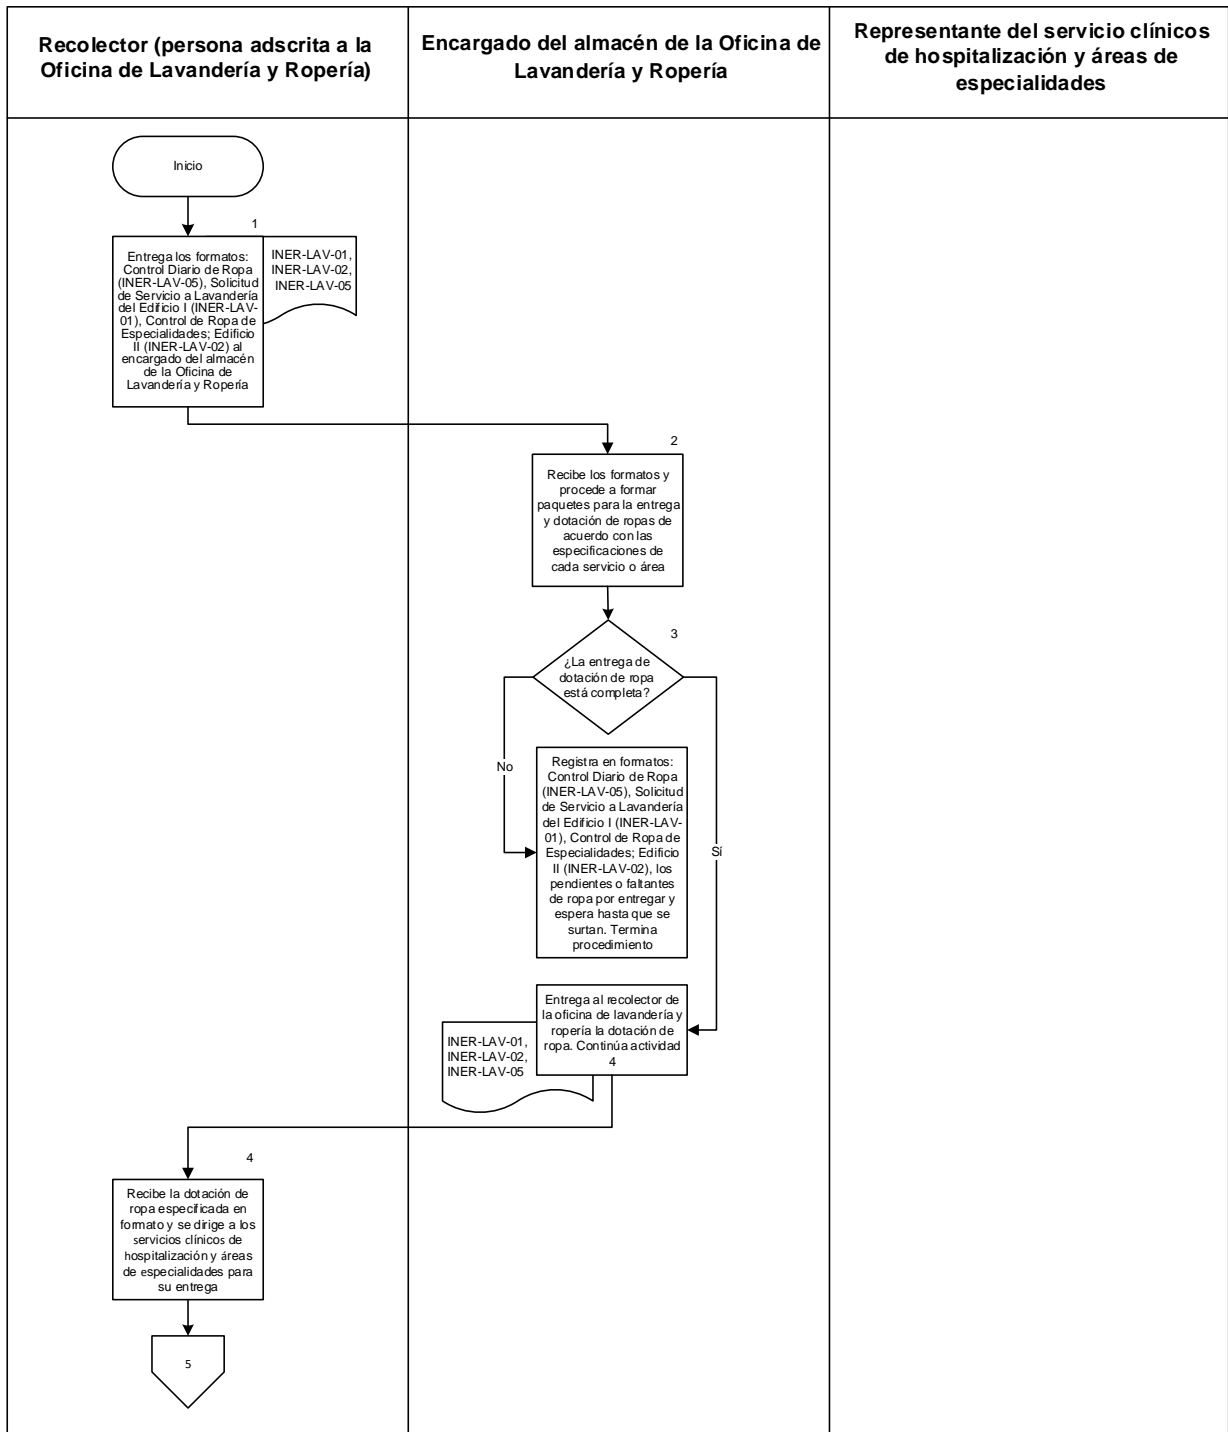 Recolector (persona adscrita a la
Oficina de Lavandería y Ropería)
Encargado del almacén de la Oficina de
Lavandería y Ropería
Representante del servicio clínicos
de hospitalización y áreas de
especialidades
Inicio
1
Entrega los formatos:
Control Diario de Ropa
(INER-LAV-05), Solicitud
de Servicio a Lavandería
del Edificio I (INER-LAV-
01), Control de Ropa de
Especialidades; Edificio
II (INER-LAV-02) al
encargado del almacén
de la Oficina de
Lavandería y Ropería
INER-LAV-01,
INER-LAV-02,
INER-LAV-05
2
Recibe los formatos y
procede a formar
paquetes para la entrega
y dotación de ropas de
acuerdo con las
especificaciones de
cada servicio o área
3
¿La entrega de
dotación de ropa
está completa?
No
Sí
Registra en formatos:
Control Diario de Ropa
(INER-LAV-05), Solicitud
de Servicio a Lavandería
del Edificio I (INER-LAV-
01), Control de Ropa de
Especialidades; Edificio
II (INER-LAV-02), los
pendientes o faltantes
de ropa por entregar y
espera hasta que se
surtan. Termina
procedimiento
Entrega al recolector de
la oficina de lavandería y
ropería la dotación de
ropa. Continúa actividad
4
INER-LAV-01,
INER-LAV-02,
INER-LAV-05
4
Recibe la dotación de
ropa especificada en
formato y se dirige a los
servicios clínicos de
hospitalización y áreas
de especialidades para
su entrega
5